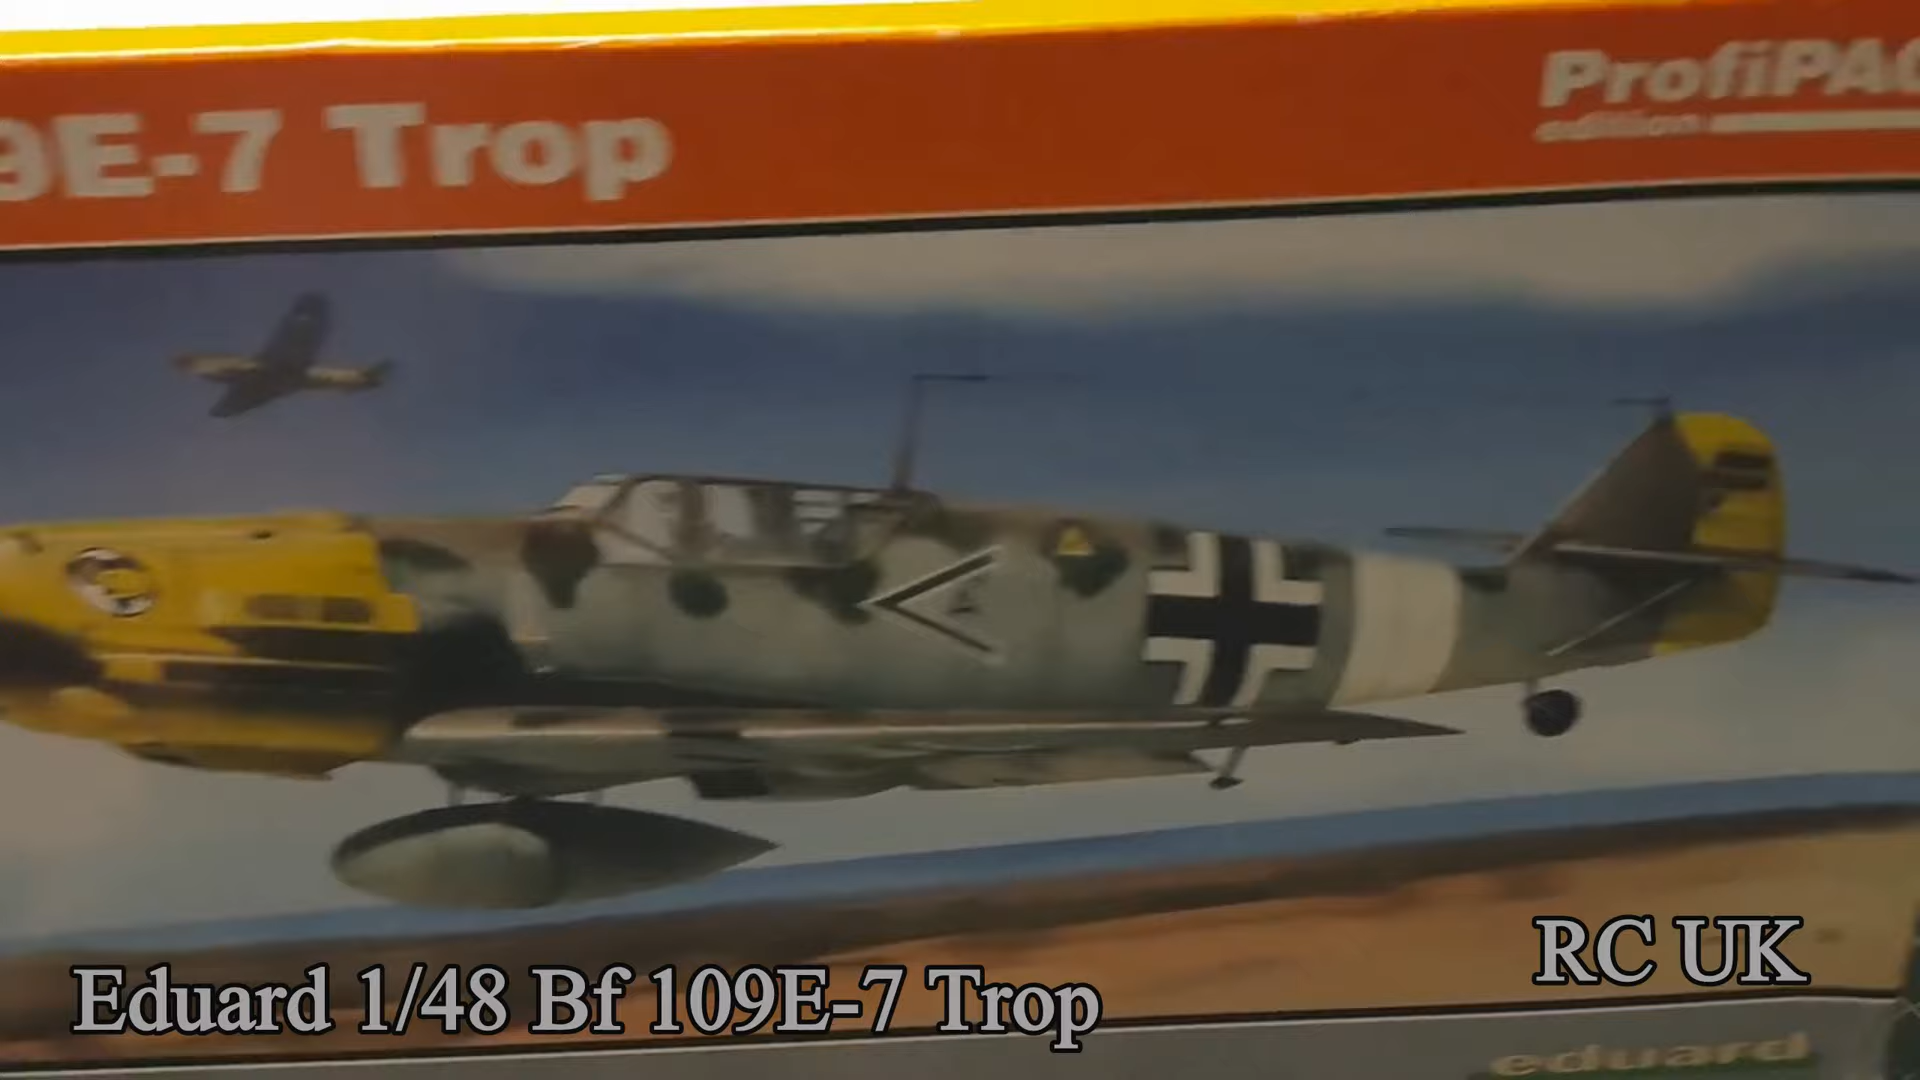 9E-7 Trop
ProfiPAC
edition
RC UK
Eduard 1/48 Bf 109E-7 Trop
eduard